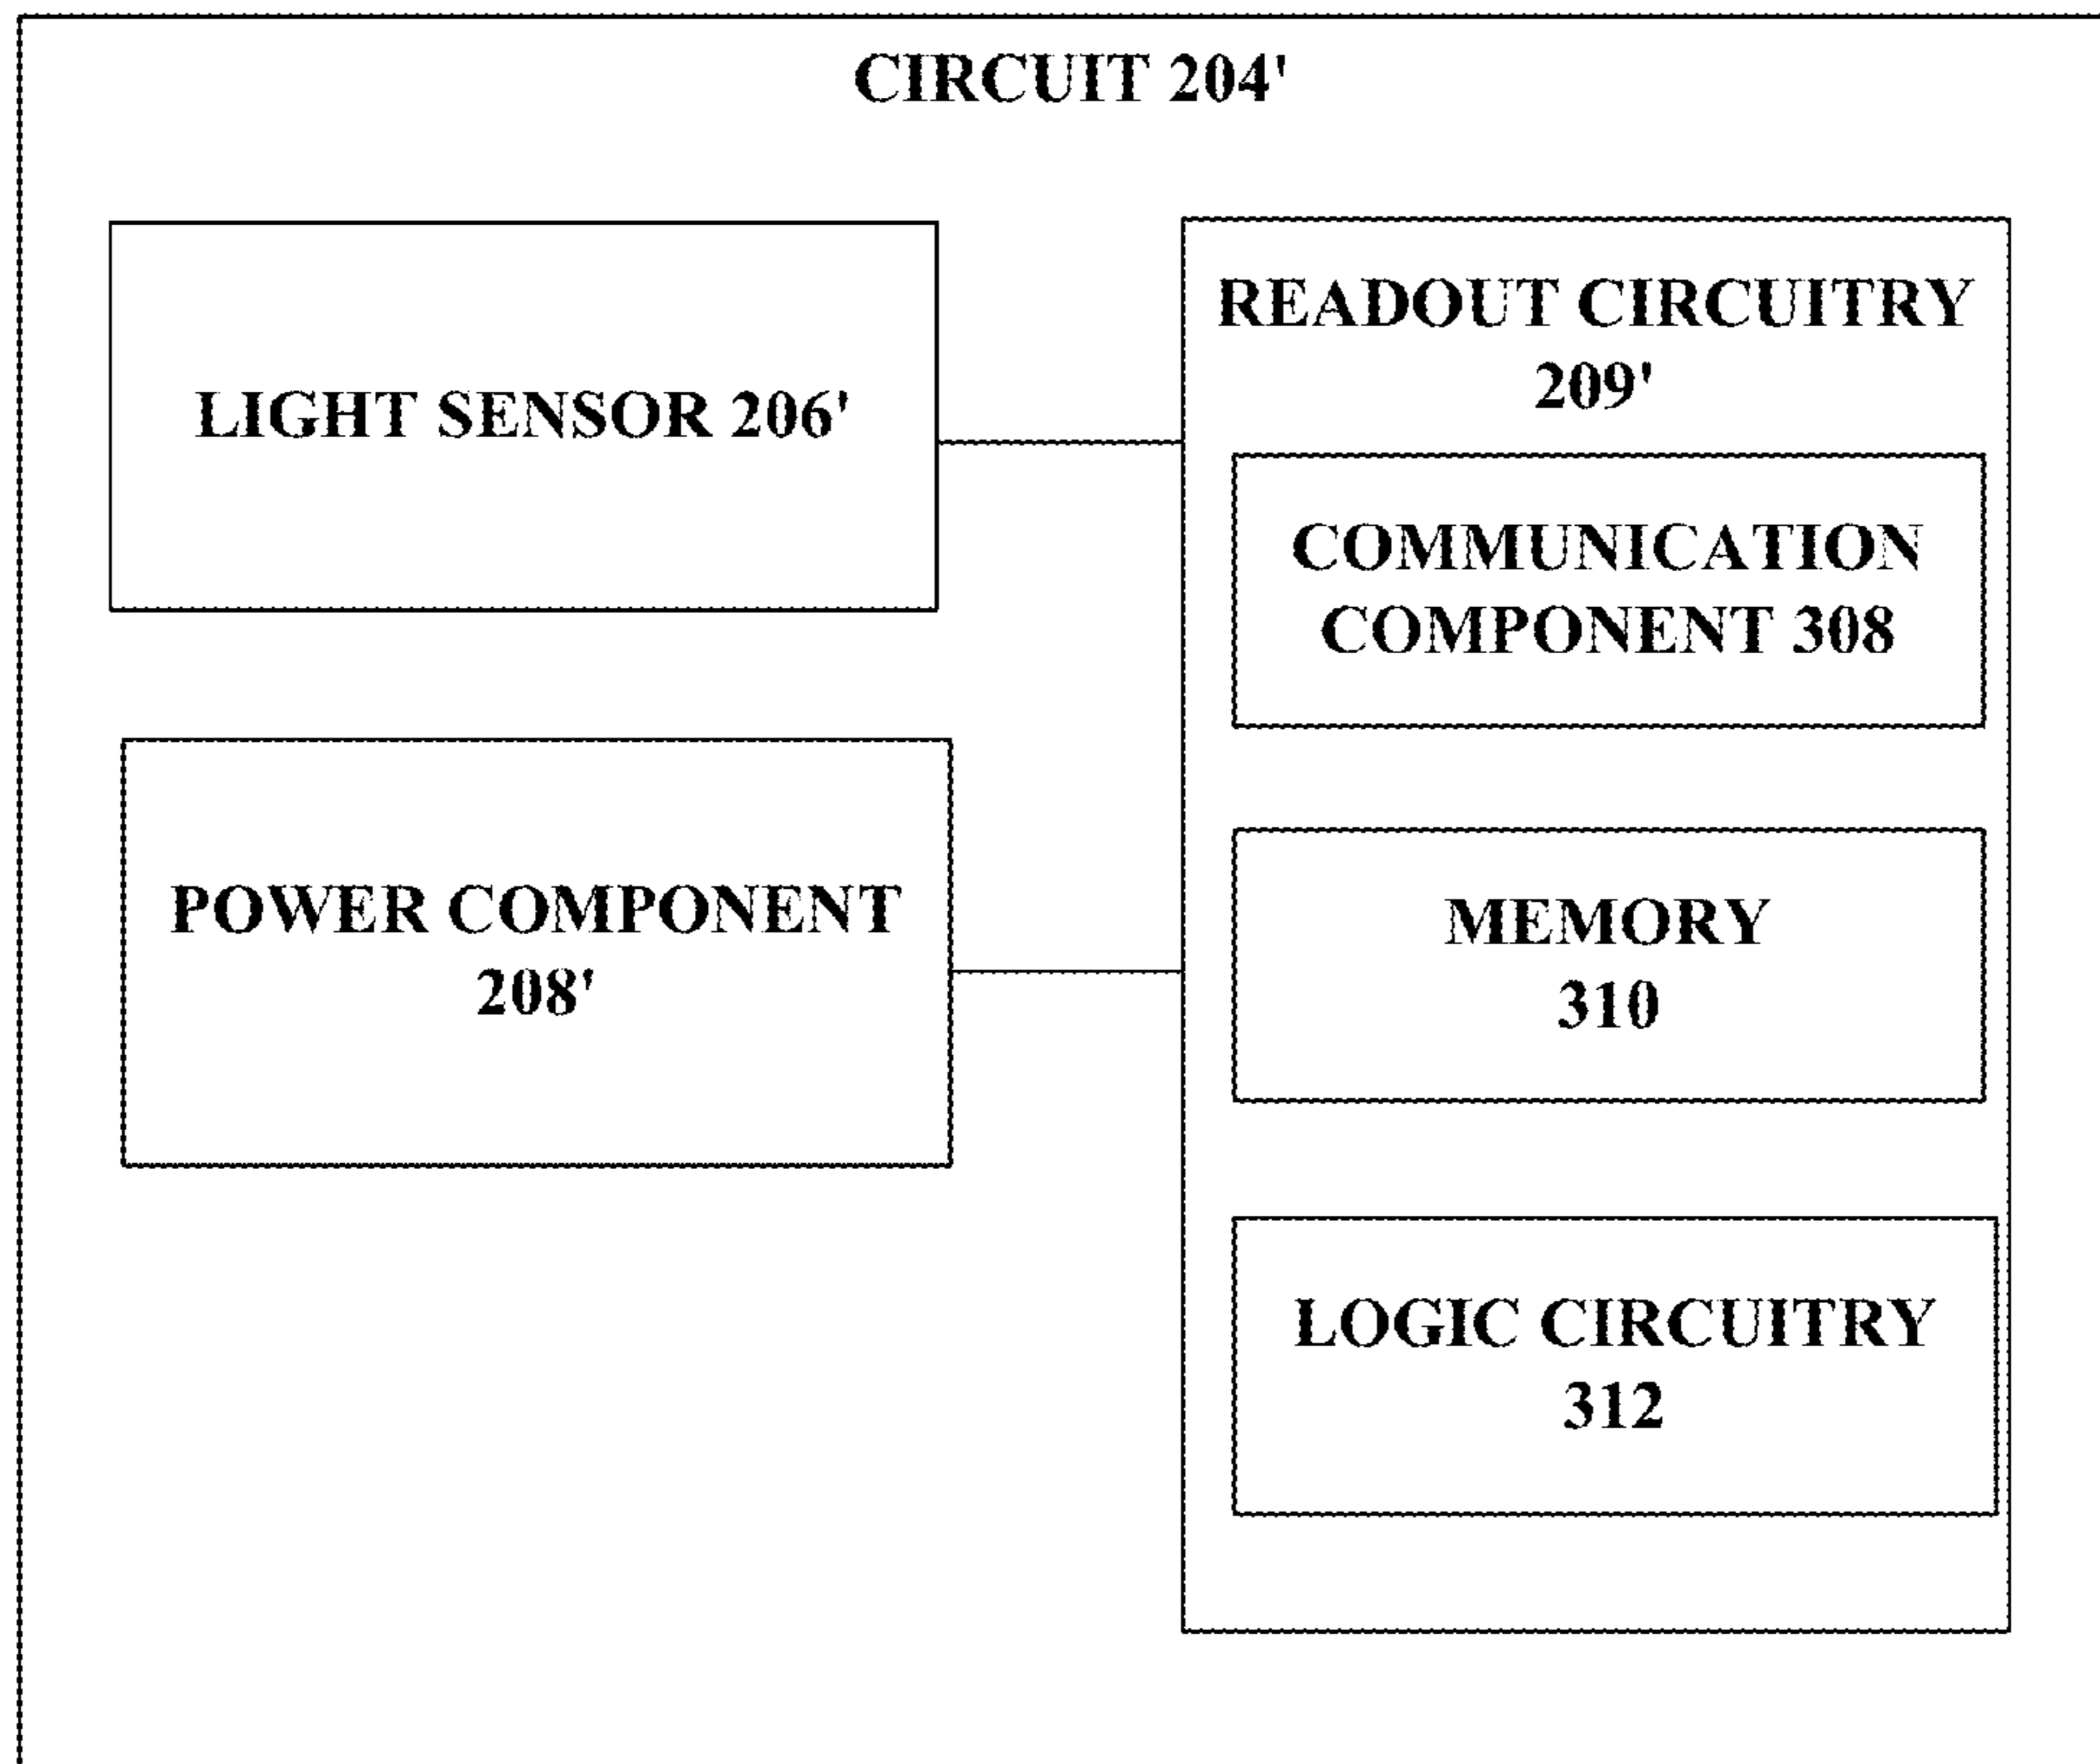 CIRCUIT 204'
LIGHT SENSOR 206'
POWER COMPONENT
208'
READOUT CIRCUITRY
209'
COMMUNICATION
COMPONENT 308
MEMORY
310
LOGIC CIRCUITRY
312